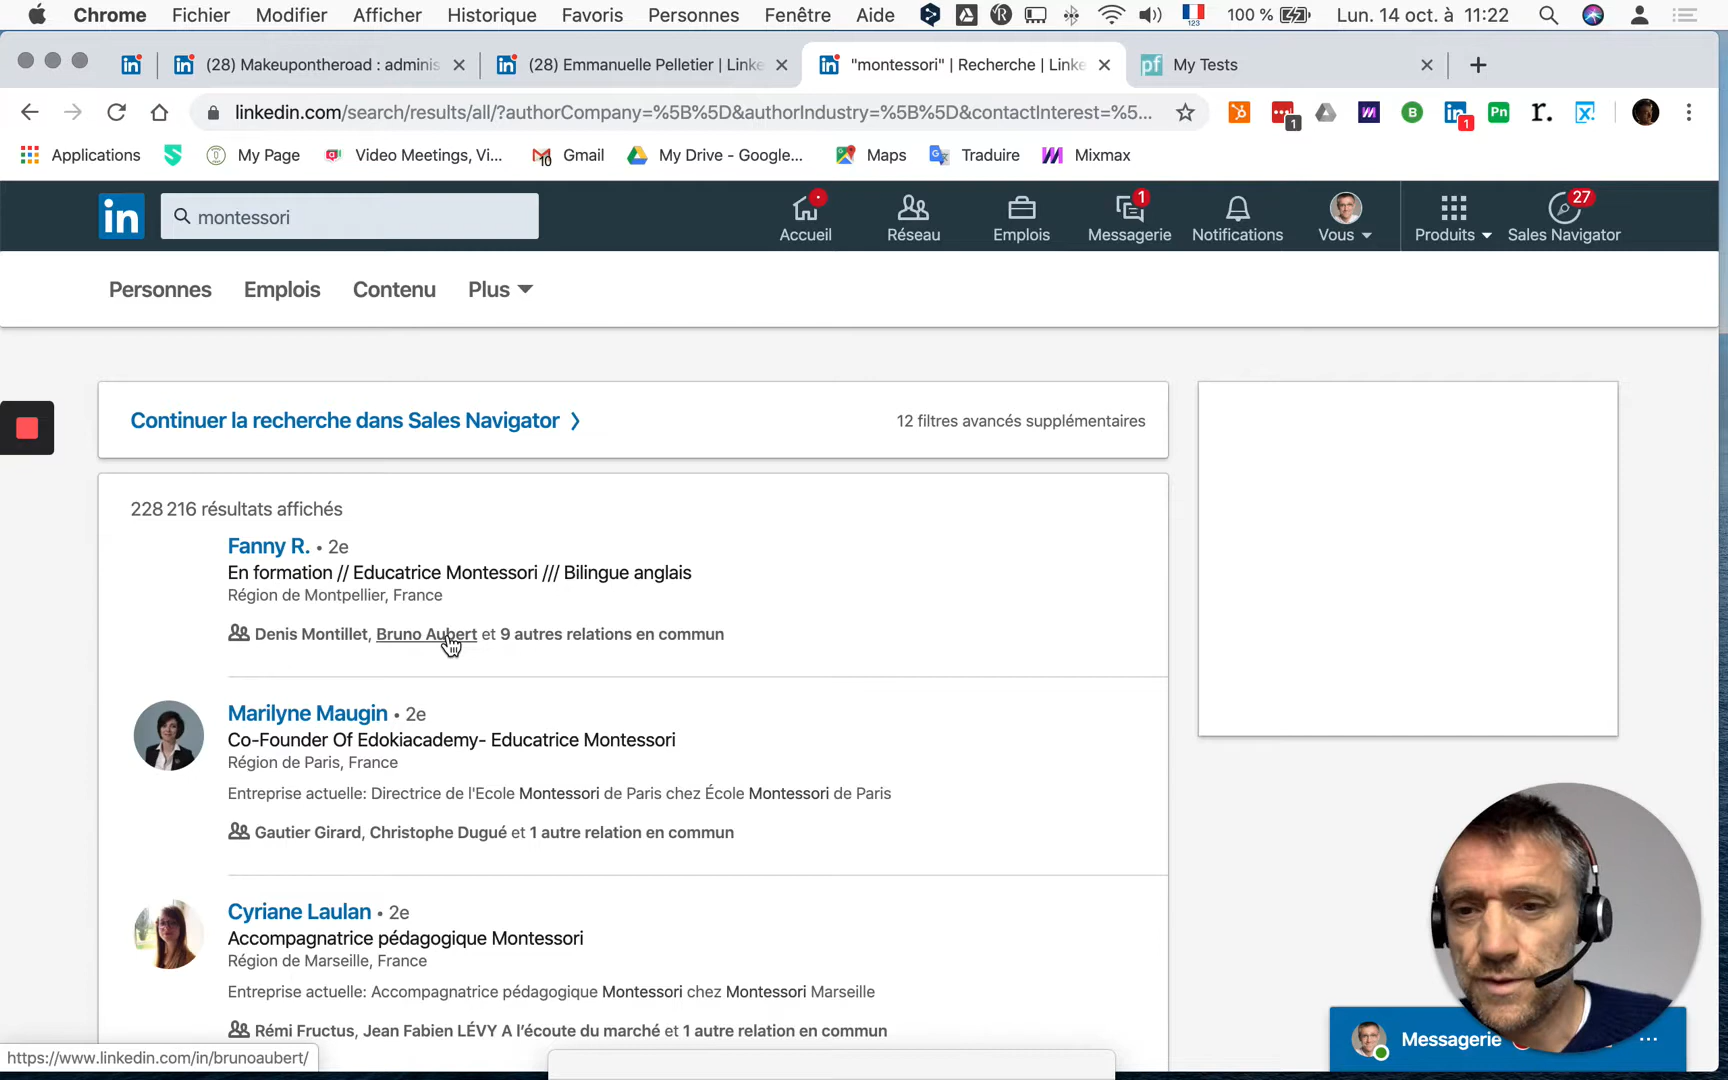 Chrome Fichier Modifier Afficher Historique Favoris Personnes Fenêtre Aide 123 100 % Lun. 14 oct. à 11:22
(28) Makeupontheroad : adminis (28) Emmanuelle Pelletier | Linke "montessori" | Recherche | Linke pf My Tests
linkedin.com/search/results/all/?authorCompany=%5B%5D&authorIndustry=%5B%5D&contactInterest=%5...
1 1
Applications My Page Video Meetings, Vi... 10 Gmail My Drive - Google... Maps Traduire Mixmax
in montessori
Accueil Réseau Emplois 1 Messagerie Notifications Vous Produits 27 Sales Navigator
Personnes Emplois Contenu Plus
Continuer la recherche dans Sales Navigator
12 filtres avancés supplémentaires
228 216 résultats affichés
Fanny R. • 2e
En formation // Educatrice Montessori /// Bilingue anglais
Région de Montpellier, France
Denis Montillet, Bruno Aubert et 9 autres relations en commun
Marilyne Maugin • 2e
Co-Founder Of Edokiacademy- Educatrice Montessori
Région de Paris, France
Entreprise actuelle: Directrice de l'Ecole Montessori de Paris chez École Montessori de Paris
Gautier Girard, Christophe Dugué et 1 autre relation en commun
Cyriane Laulan • 2e
Accompagnatrice pédagogique Montessori
Région de Marseille, France
Entreprise actuelle: Accompagnatrice pédagogique Montessori chez Montessori Marseille
Rémi Fructus, Jean Fabien LÉVY A l’écoute du marché et 1 autre relation en commun
Messagerie
https://www.linkedin.com/in/brunoaubert/